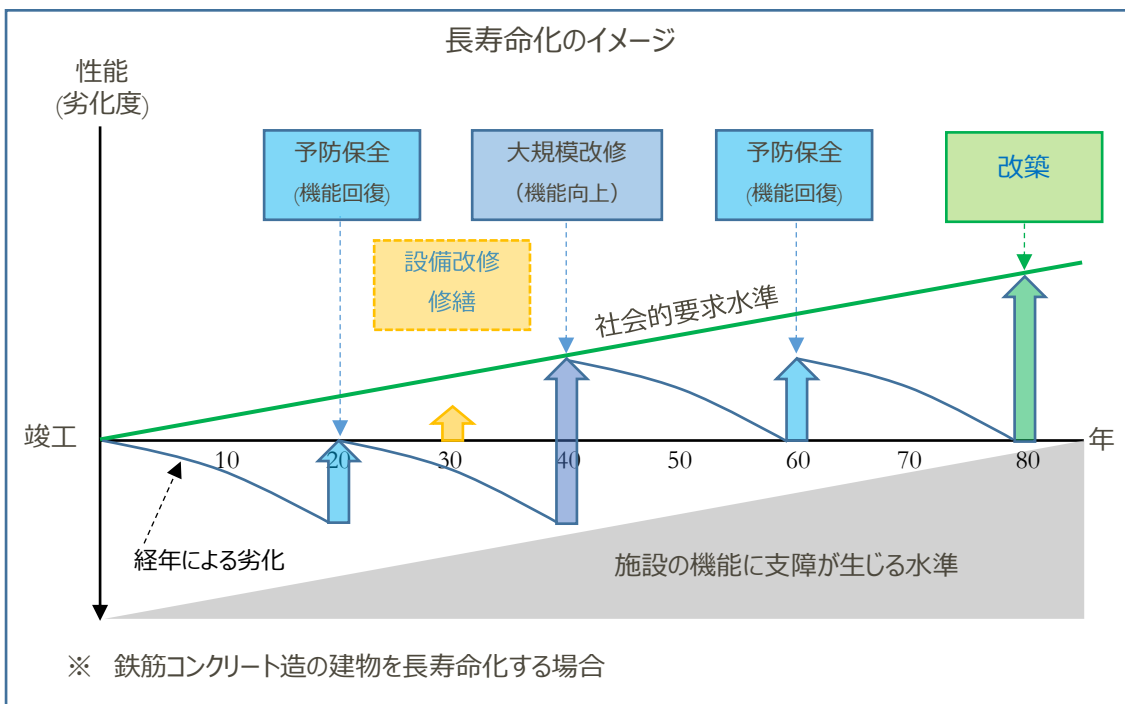 長寿命化のイメージ
性能
(劣化度)
予防保全
(機能回復)
大規模改修
（機能向上）
予防保全
(機能回復)
改築
設備改修
修繕
社会的要求水準
竣工
10
20
30
40
50
60
70
80
年
経年による劣化
施設の機能に支障が生じる水準
※　鉄筋コンクリート造の建物を長寿命化する場合